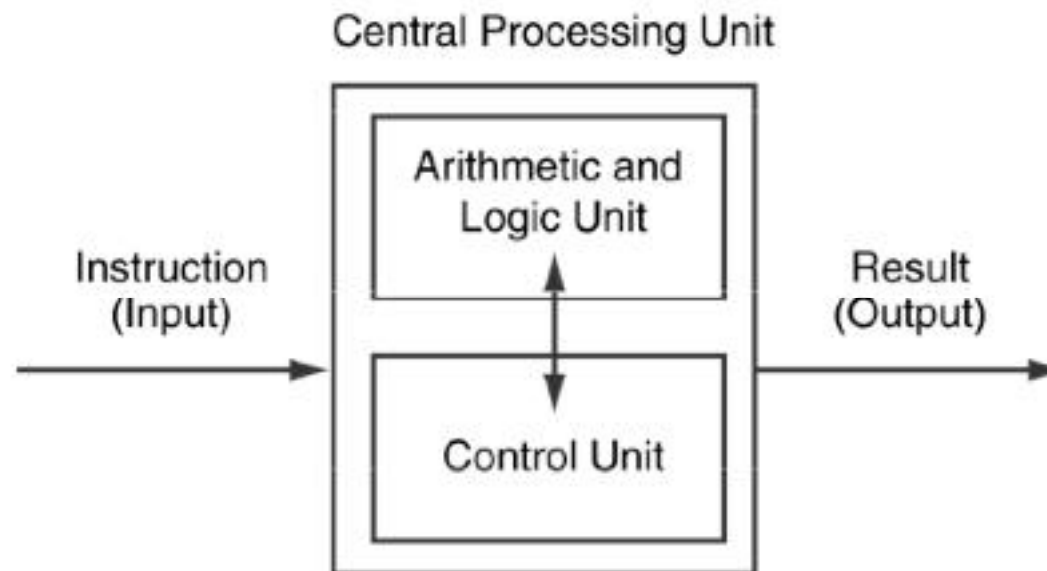 Central Processing Unit
Arithmetic and
Logic Unit
Instruction
(Input)
Result
(Output)
Control Unit